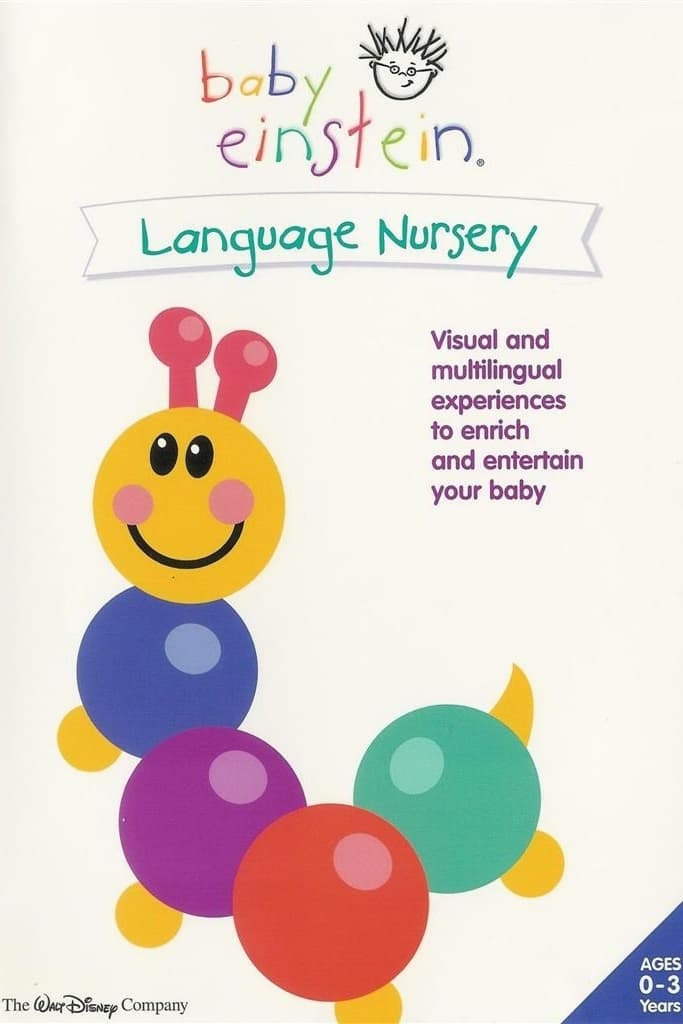 baby
einstein®
Language Nursery
Visual and
multilingual
experiences
to enrich
and entertain
your baby
AGES
0-3
Years
The WALT DISNEY Company